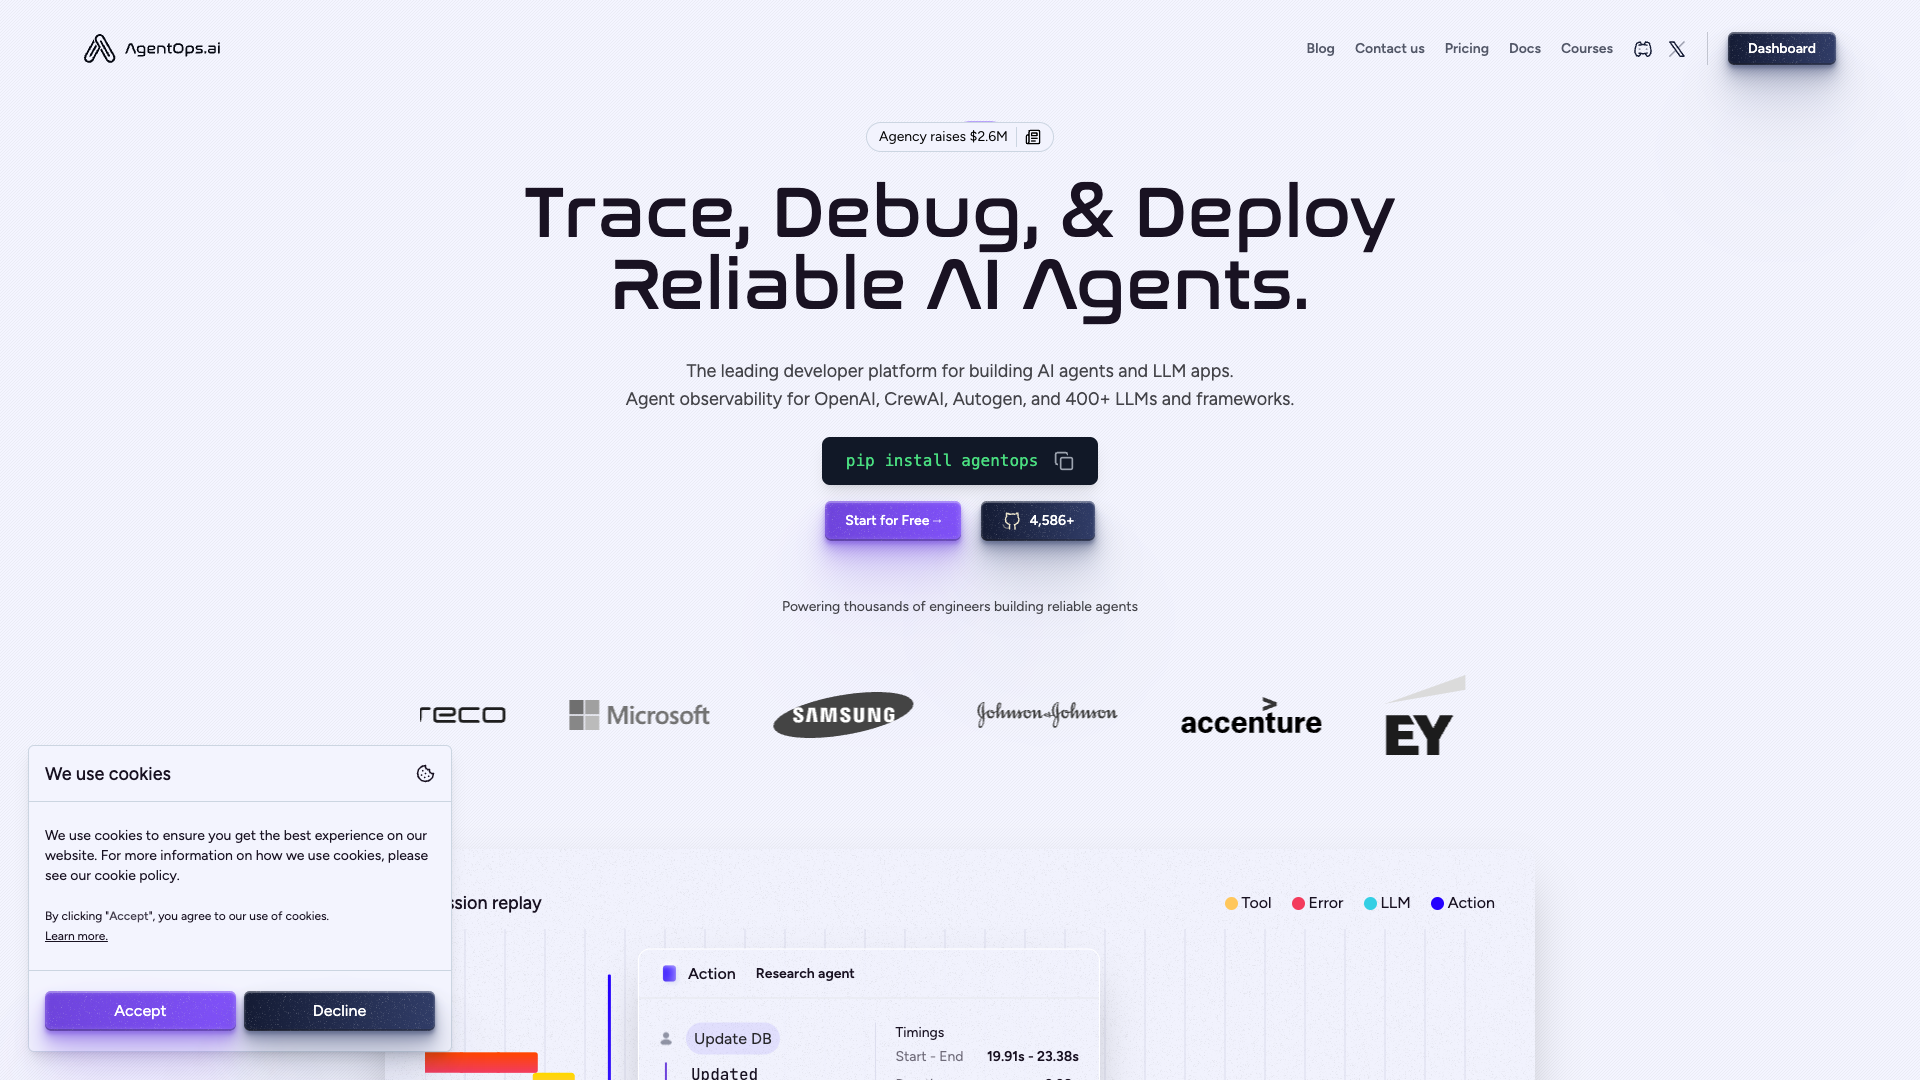 AgentOps.ai
Blog Contact us Pricing Docs Courses Dashboard
Agency raises $2.6M
Trace, Debug, & Deploy
Reliable AI Agents.
The leading developer platform for building AI agents and LLM apps.
Agent observability for OpenAI, CrewAI, Autogen, and 400+ LLMs and frameworks.
pip install agentops
Start for Free→ 4,586+
Powering thousands of engineers building reliable agents
reco Microsoft SAMSUNG Johnson&Johnson accenture EY
We use cookies
We use cookies to ensure you get the best experience on our
website. For more information on how we use cookies, please
see our cookie policy.
By clicking "Accept", you agree to our use of cookies.
Learn more.
Accept Decline
ssion replay
Tool Error LLM Action
Action Research agent
Update DB
Updated
Timings
Start - End 19.91s - 23.38s